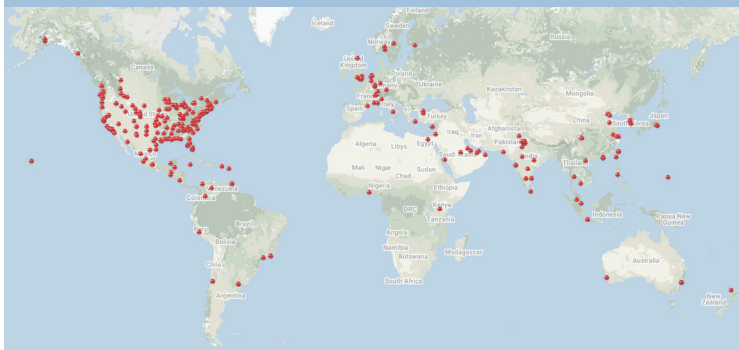 Finland
Iceland
Sweden
Norway
Russia
Canada
United
Kingdom
Poland
Ukraine
France
Kazakhstan
Mongolia
Spain
Italy
Turkey
Japan
China
South Korea
Afghanistan
Iraq
Pakistan
Algeria
Libya
Egypt
Saudi Arabia
Mali
Niger
Chad
Sudan
Thailand
Nigeria
Ethiopia
Venezuela
Colombia
Kenya
DRC
Tanzania
Indonesia
Papua New
Guinea
Brazil
Peru
Bolivia
Angola
Namibia
Botswana
Madagascar
Chile
Australia
South Africa
Argentina
New
Zealand